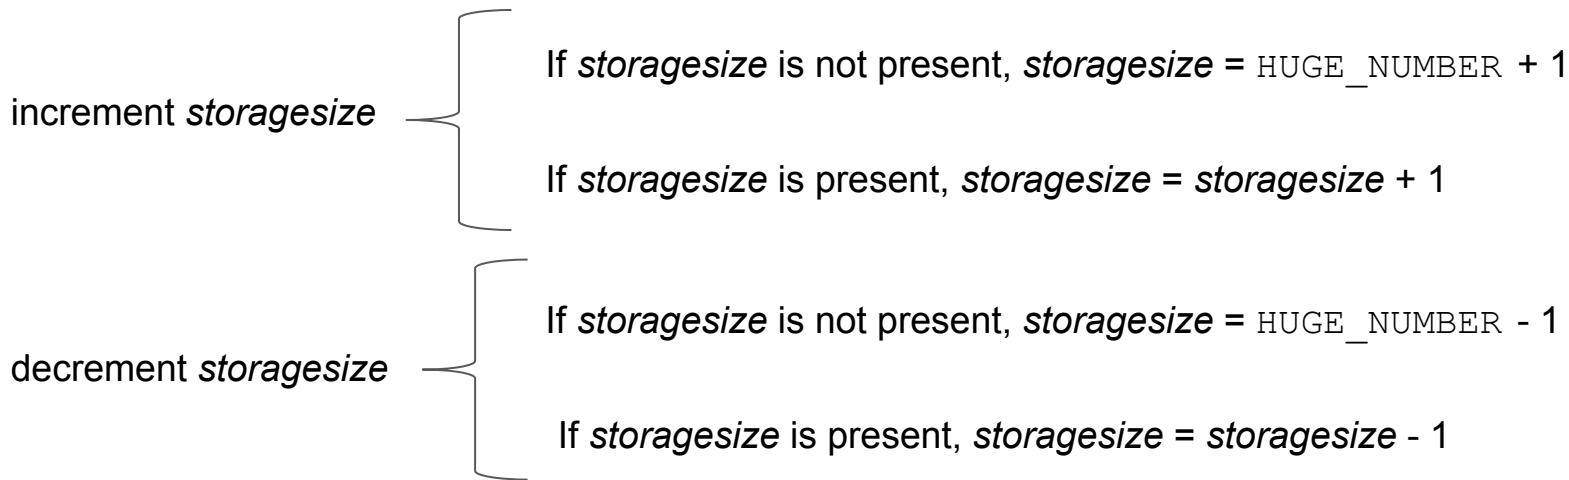 If storagesize is not present, storagesize = HUGE_NUMBER + 1
increment storagesize
If storagesize is present, storagesize = storagesize + 1
If storagesize is not present, storagesize = HUGE_NUMBER - 1
decrement storagesize
If storagesize is present, storagesize = storagesize - 1